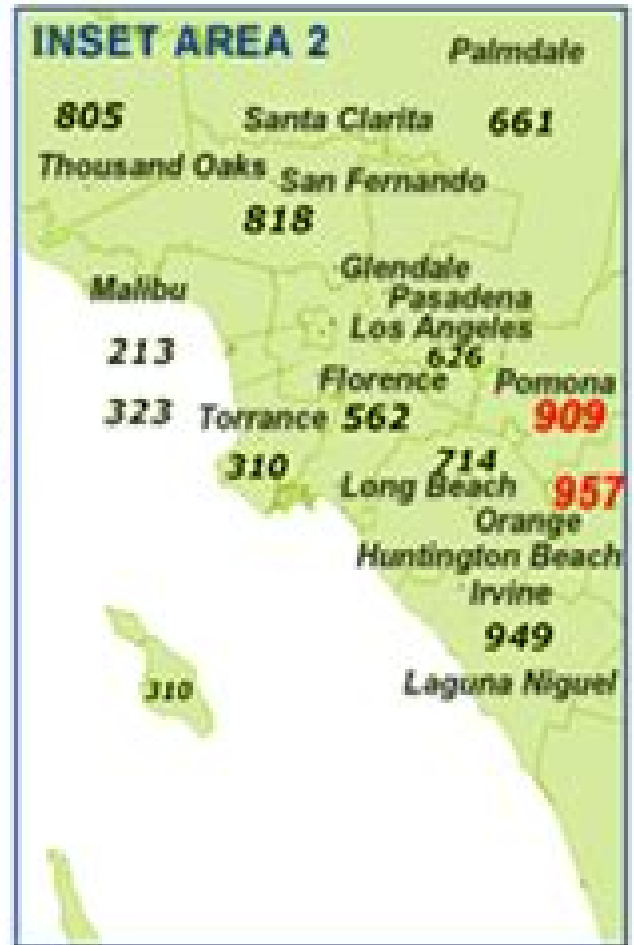 INSET AREA 2
Palmdale
805
Santa Clarita
661
Thousand Oaks
San Fernando
818
Glendale
Malibu
Pasadena
Los Angeles
213
626
Florence
Pomona
323
Torrance
562
909
310
714
Long Beach
957
Orange
Huntington Beach
Irvine
949
Laguna Niguel
310